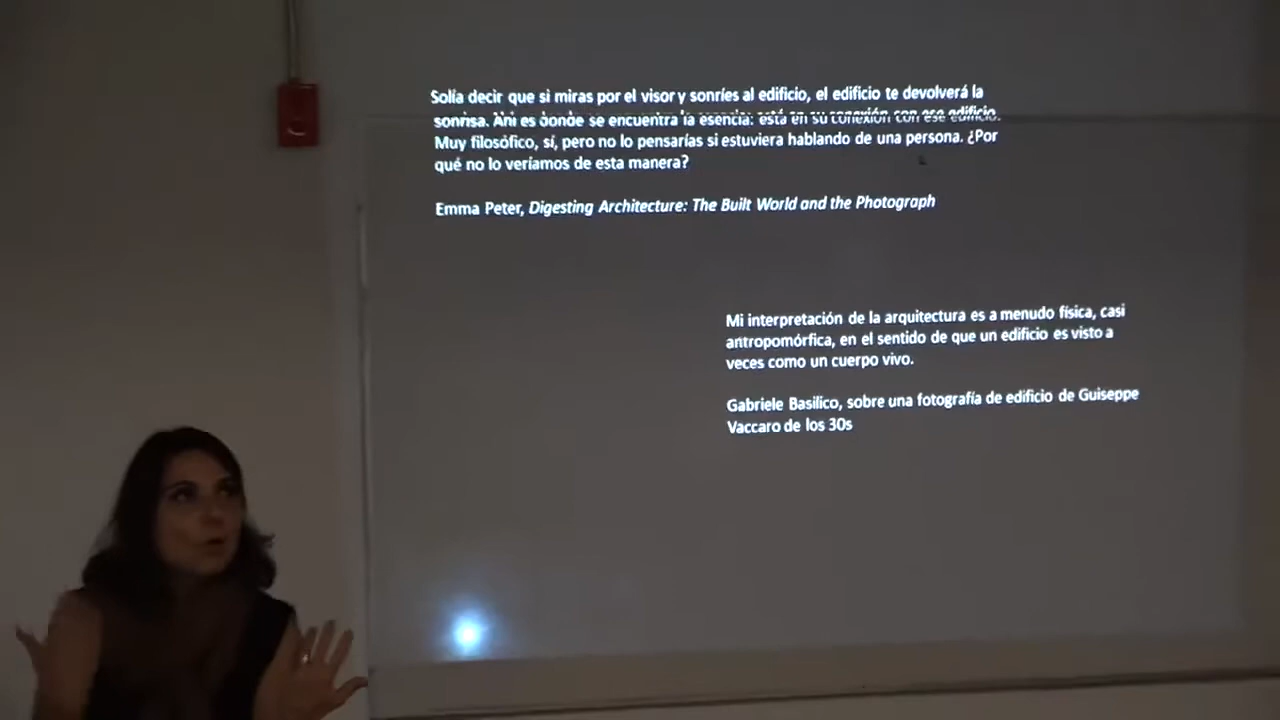 Solía decir que si miras por el visor y sonríes al edificio, el edificio te devolverá la
sonrisa. Ahí es donde se encuentra la esencia: está en su conexión con ese edificio.
Muy filosófico, sí, pero no lo pensarías si estuviera hablando de una persona. ¿Por
qué no lo veríamos de esta manera?
Emma Peter, Digesting Architecture: The Built World and the Photograph
Mi interpretación de la arquitectura es a menudo física, casi
antropomórfica, en el sentido de que un edificio es visto a
veces como un cuerpo vivo.
Gabriele Basilico, sobre una fotografía de edificio de Guiseppe
Vaccaro de los 30s